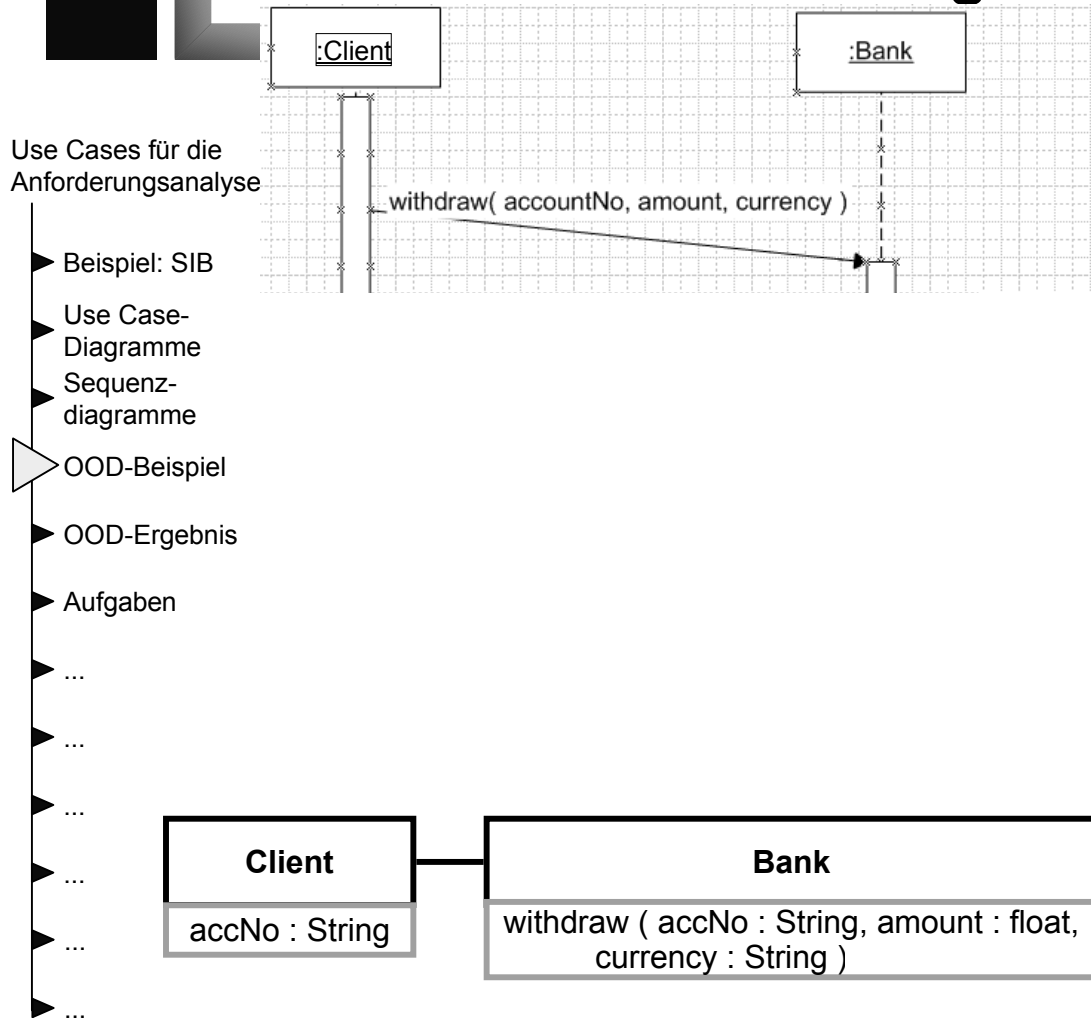 :Client
:Bank
withdraw( accountNo, amount, currency )
Use Cases für die
Anforderungsanalyse
Beispiel: SIB
Use Case-
Diagramme
Sequenz-
diagramme
OOD-Beispiel
OOD-Ergebnis
Aufgaben
...
...
...
...
...
...
Client
accNo : String
Bank
withdraw ( accNo : String, amount : float,
currency : String )